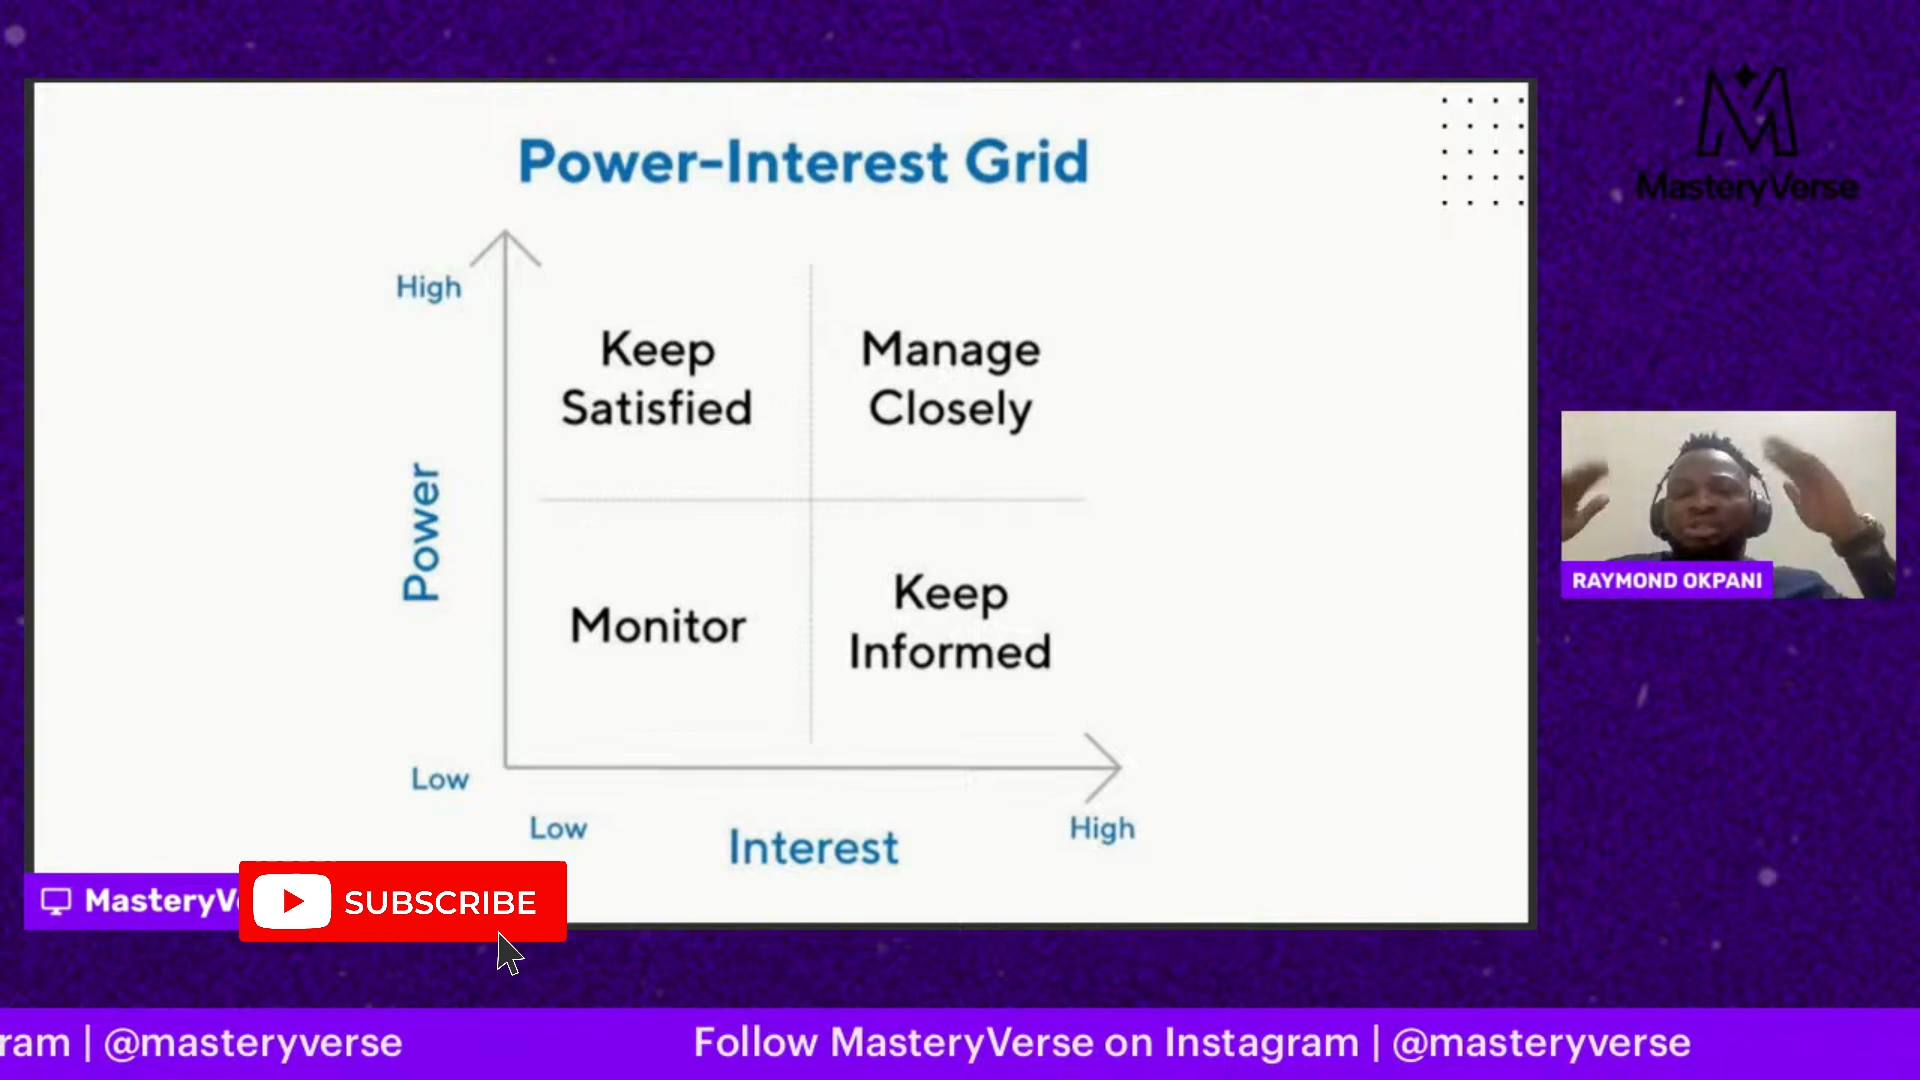 Power-Interest Grid
MasteryVerse
High
Keep
Satisfied
Manage
Closely
Power
RAYMOND OKPANI
Monitor
Keep
Informed
Low
Low
Interest
High
MasteryV
SUBSCRIBE
ram | @masteryverse
Follow MasteryVerse on Instagram | @masteryverse